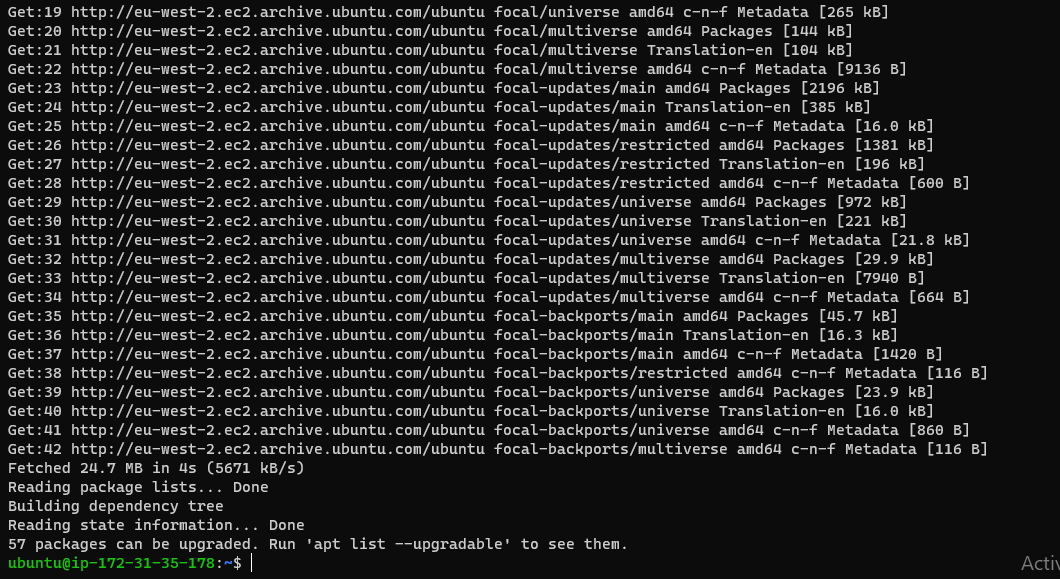 Get:19 http://eu-west-2.ec2.archive.ubuntu.com/ubuntu focal/universe amd64 c-n-f Metadata [265 kB]
Get:20 http://eu-west-2.ec2.archive.ubuntu.com/ubuntu focal/multiverse amd64 Packages [144 kB]
Get:21 http://eu-west-2.ec2.archive.ubuntu.com/ubuntu focal/multiverse Translation-en [104 kB]
Get:22 http://eu-west-2.ec2.archive.ubuntu.com/ubuntu focal/multiverse amd64 c-n-f Metadata [9136 B]
Get:23 http://eu-west-2.ec2.archive.ubuntu.com/ubuntu focal-updates/main amd64 Packages [2196 kB]
Get:24 http://eu-west-2.ec2.archive.ubuntu.com/ubuntu focal-updates/main Translation-en [385 kB]
Get:25 http://eu-west-2.ec2.archive.ubuntu.com/ubuntu focal-updates/main amd64 c-n-f Metadata [16.0 kB]
Get:26 http://eu-west-2.ec2.archive.ubuntu.com/ubuntu focal-updates/restricted amd64 Packages [1381 kB]
Get:27 http://eu-west-2.ec2.archive.ubuntu.com/ubuntu focal-updates/restricted Translation-en [196 kB]
Get:28 http://eu-west-2.ec2.archive.ubuntu.com/ubuntu focal-updates/restricted amd64 c-n-f Metadata [600 B]
Get:29 http://eu-west-2.ec2.archive.ubuntu.com/ubuntu focal-updates/universe amd64 Packages [972 kB]
Get:30 http://eu-west-2.ec2.archive.ubuntu.com/ubuntu focal-updates/universe Translation-en [221 kB]
Get:31 http://eu-west-2.ec2.archive.ubuntu.com/ubuntu focal-updates/universe amd64 c-n-f Metadata [21.8 kB]
Get:32 http://eu-west-2.ec2.archive.ubuntu.com/ubuntu focal-updates/multiverse amd64 Packages [29.9 kB]
Get:33 http://eu-west-2.ec2.archive.ubuntu.com/ubuntu focal-updates/multiverse Translation-en [7940 B]
Get:34 http://eu-west-2.ec2.archive.ubuntu.com/ubuntu focal-updates/multiverse amd64 c-n-f Metadata [664 B]
Get:35 http://eu-west-2.ec2.archive.ubuntu.com/ubuntu focal-backports/main amd64 Packages [45.7 kB]
Get:36 http://eu-west-2.ec2.archive.ubuntu.com/ubuntu focal-backports/main Translation-en [16.3 kB]
Get:37 http://eu-west-2.ec2.archive.ubuntu.com/ubuntu focal-backports/main amd64 c-n-f Metadata [1420 B]
Get:38 http://eu-west-2.ec2.archive.ubuntu.com/ubuntu focal-backports/restricted amd64 c-n-f Metadata [116 B]
Get:39 http://eu-west-2.ec2.archive.ubuntu.com/ubuntu focal-backports/universe amd64 Packages [23.9 kB]
Get:40 http://eu-west-2.ec2.archive.ubuntu.com/ubuntu focal-backports/universe Translation-en [16.0 kB]
Get:41 http://eu-west-2.ec2.archive.ubuntu.com/ubuntu focal-backports/universe amd64 c-n-f Metadata [860 B]
Get:42 http://eu-west-2.ec2.archive.ubuntu.com/ubuntu focal-backports/multiverse amd64 c-n-f Metadata [116 B]
Fetched 24.7 MB in 4s (5671 kB/s)
Reading package lists... Done
Building dependency tree
Reading state information... Done
57 packages can be upgraded. Run 'apt list --upgradable' to see them.
ubuntu@ip-172-31-35-178:~$